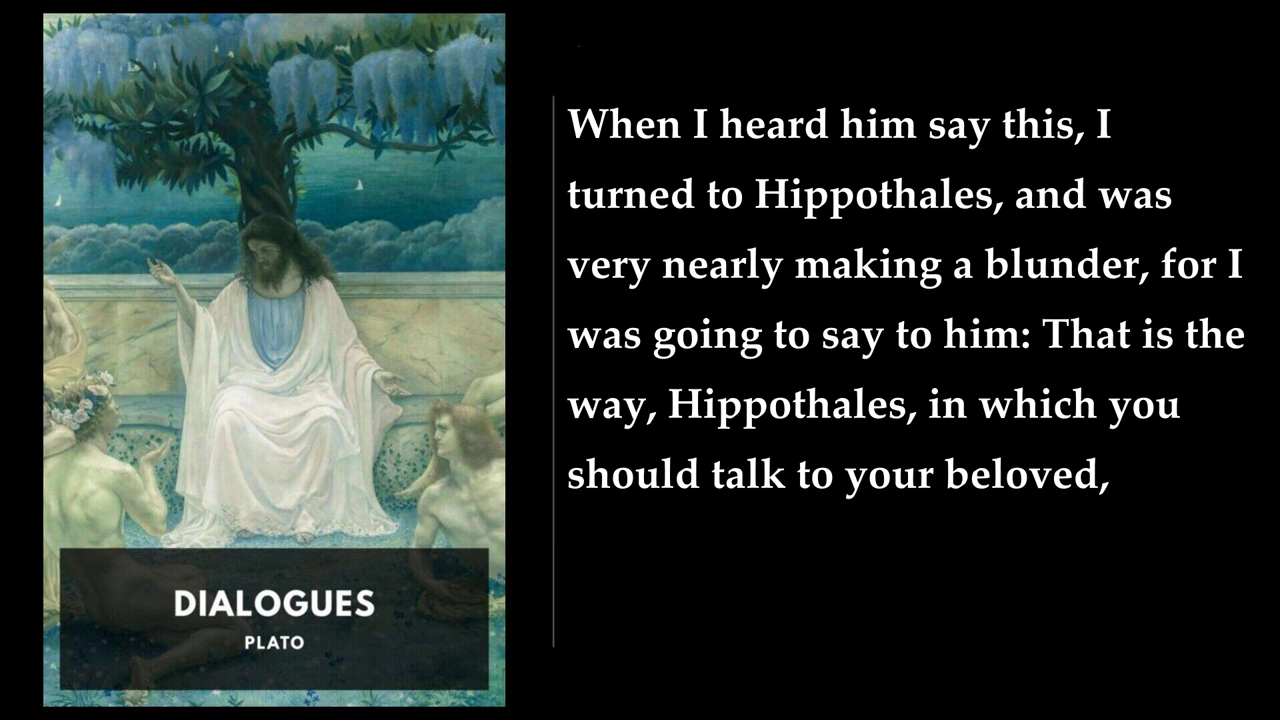 DIALOGUES
PLATO
When I heard him say this, I
turned to Hippothales, and was
very nearly making a blunder, for I
was going to say to him: That is the
way, Hippothales, in which you
should talk to your beloved,